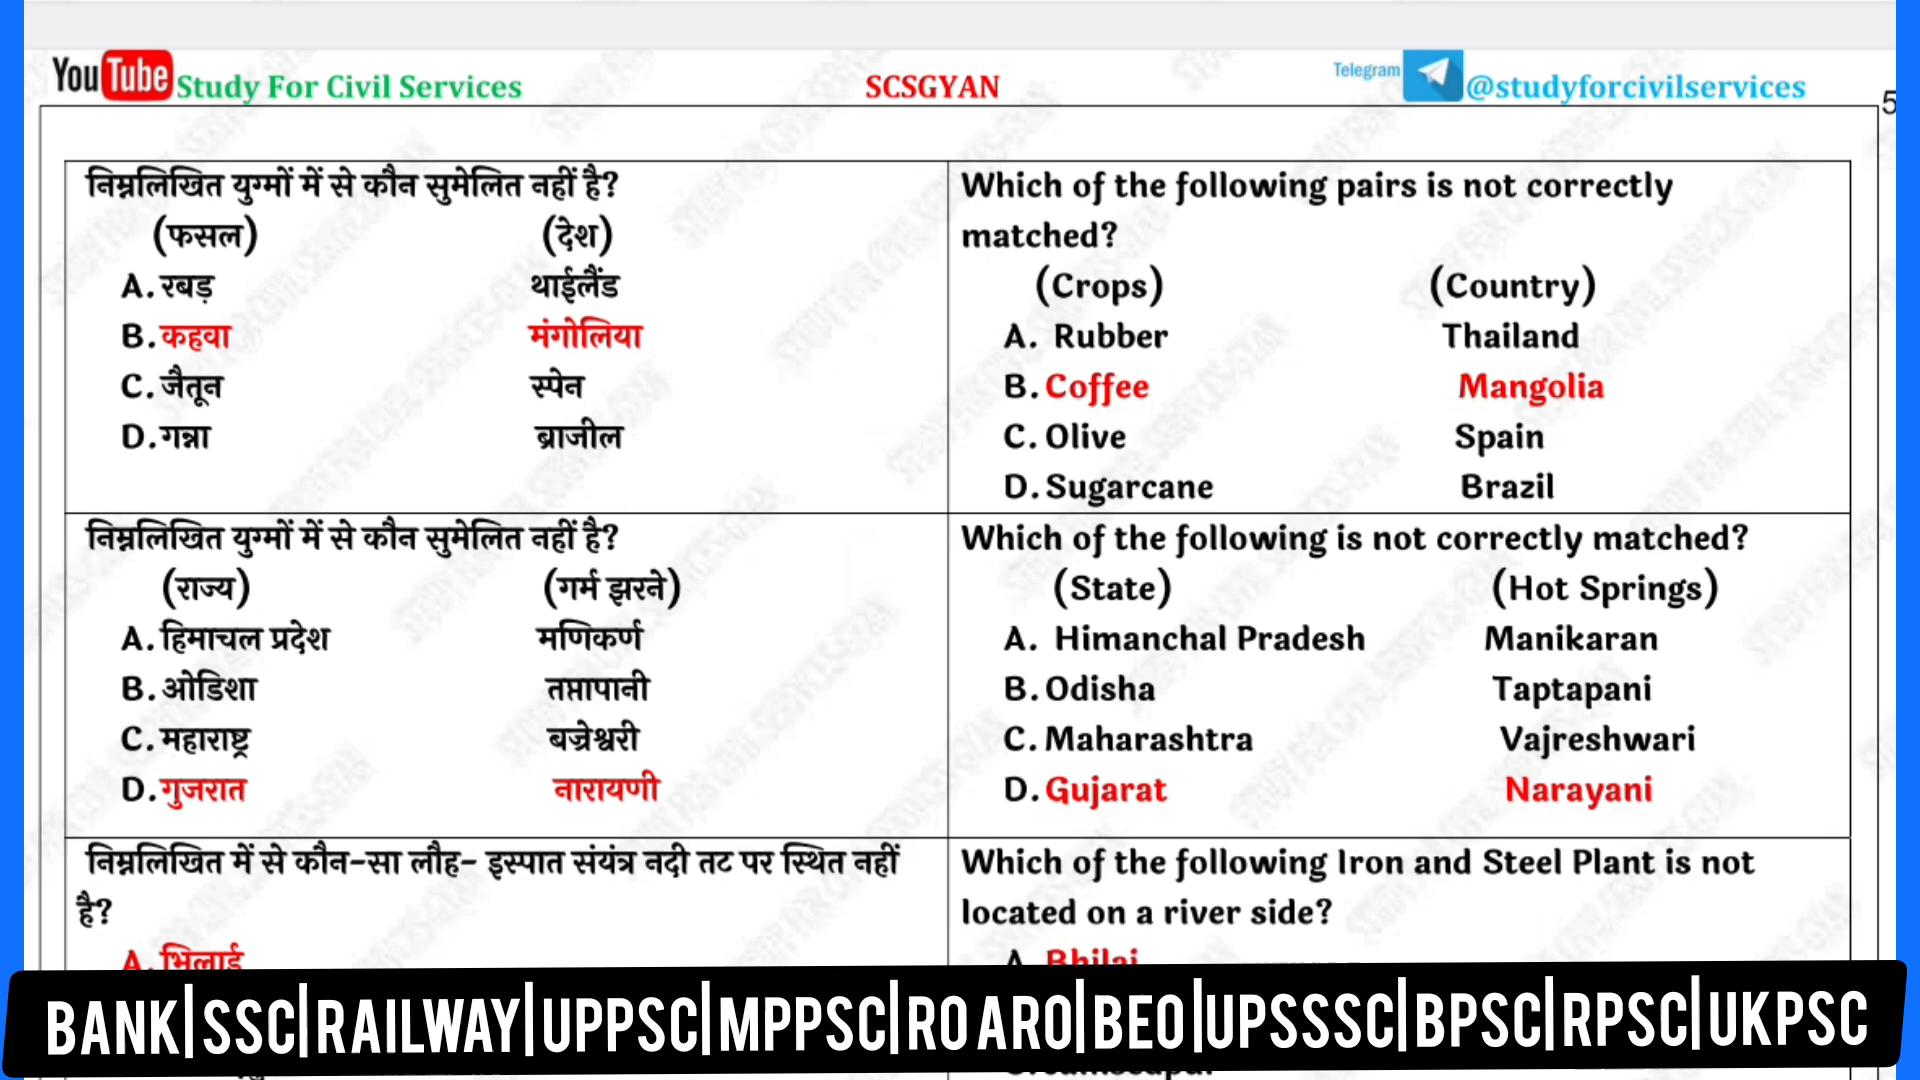 YouTube Study For Civil Services SCSGYAN Telegram @studyforcivilservices
5
निम्नलिखित युग्मों में से कौन सुमेलित नहीं है?
(फसल) (देश)
A. रबड़ थाईलैंड
B. कहवा मंगोलिया
C. जैतून स्पेन
D. गन्ना ब्राजील
Which of the following pairs is not correctly
matched?
(Crops) (Country)
A. Rubber Thailand
B. Coffee Mangolia
C. Olive Spain
D. Sugarcane Brazil
निम्नलिखित युग्मों में से कौन सुमेलित नहीं है?
(राज्य) (गर्म झरने)
A. हिमाचल प्रदेश मणिकर्ण
B. ओडिशा तप्तापानी
C. महाराष्ट्र बज्रेश्वरी
D. गुजरात नारायणी
Which of the following is not correctly matched?
(State) (Hot Springs)
A. Himanchal Pradesh Manikaran
B. Odisha Taptapani
C. Maharashtra Vajreshwari
D. Gujarat Narayani
निम्नलिखित में से कौन-सा लौह- इस्पात संयंत्र नदी तट पर स्थित नहीं
है?
A. भिलाई
Which of the following Iron and Steel Plant is not
located on a river side?
A. Bhilai
BANK|SSC|RAILWAY|UPPSC|MPPSC|RO ARO|BEO|UPSSSC|BPSC|RPSC|UKPSC